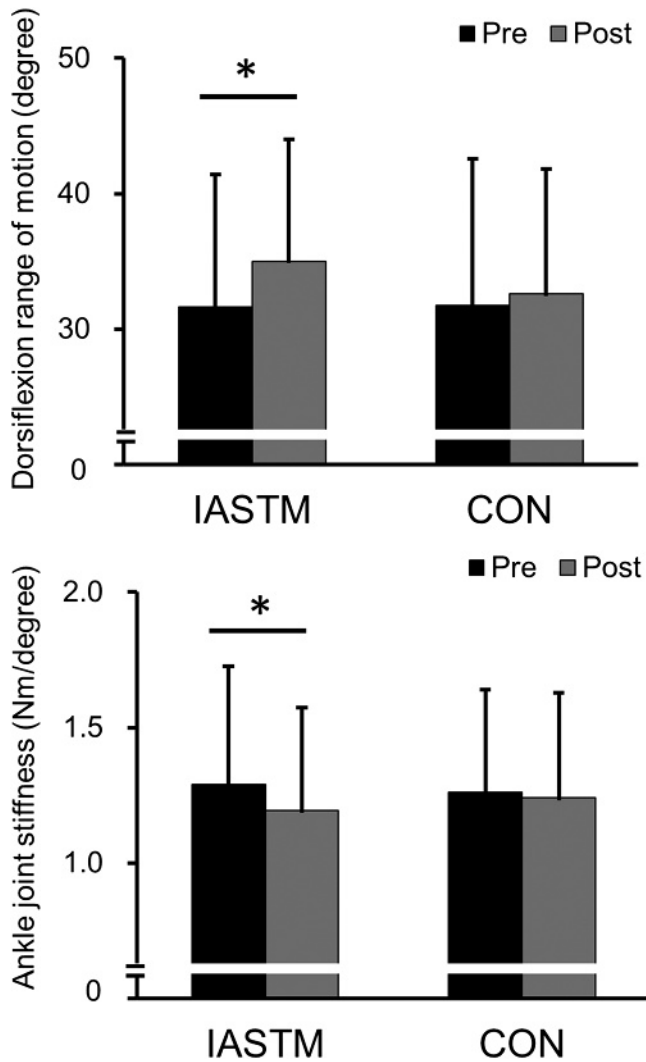 Pre Post
Dorsiflexion range of motion (degree)
50
40
30
0
*
IASTM CON
Pre Post
Ankle joint stiffness (Nm/degree)
2.0
1.5
1.0
0
*
IASTM CON